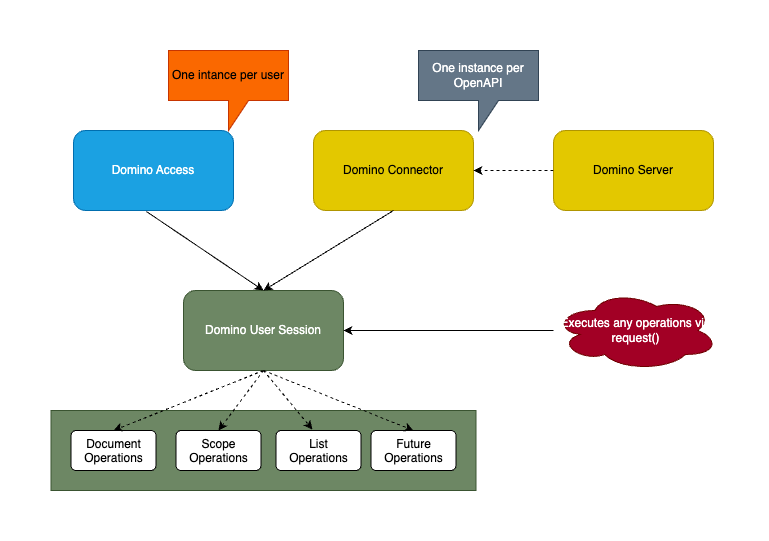 One intance per user
One instance per
OpenAPI
Domino Access
Domino Connector
Domino Server
Domino User Session
Executes any operations vi
request()
Document
Operations
Scope
Operations
List
Operations
Future
Operations